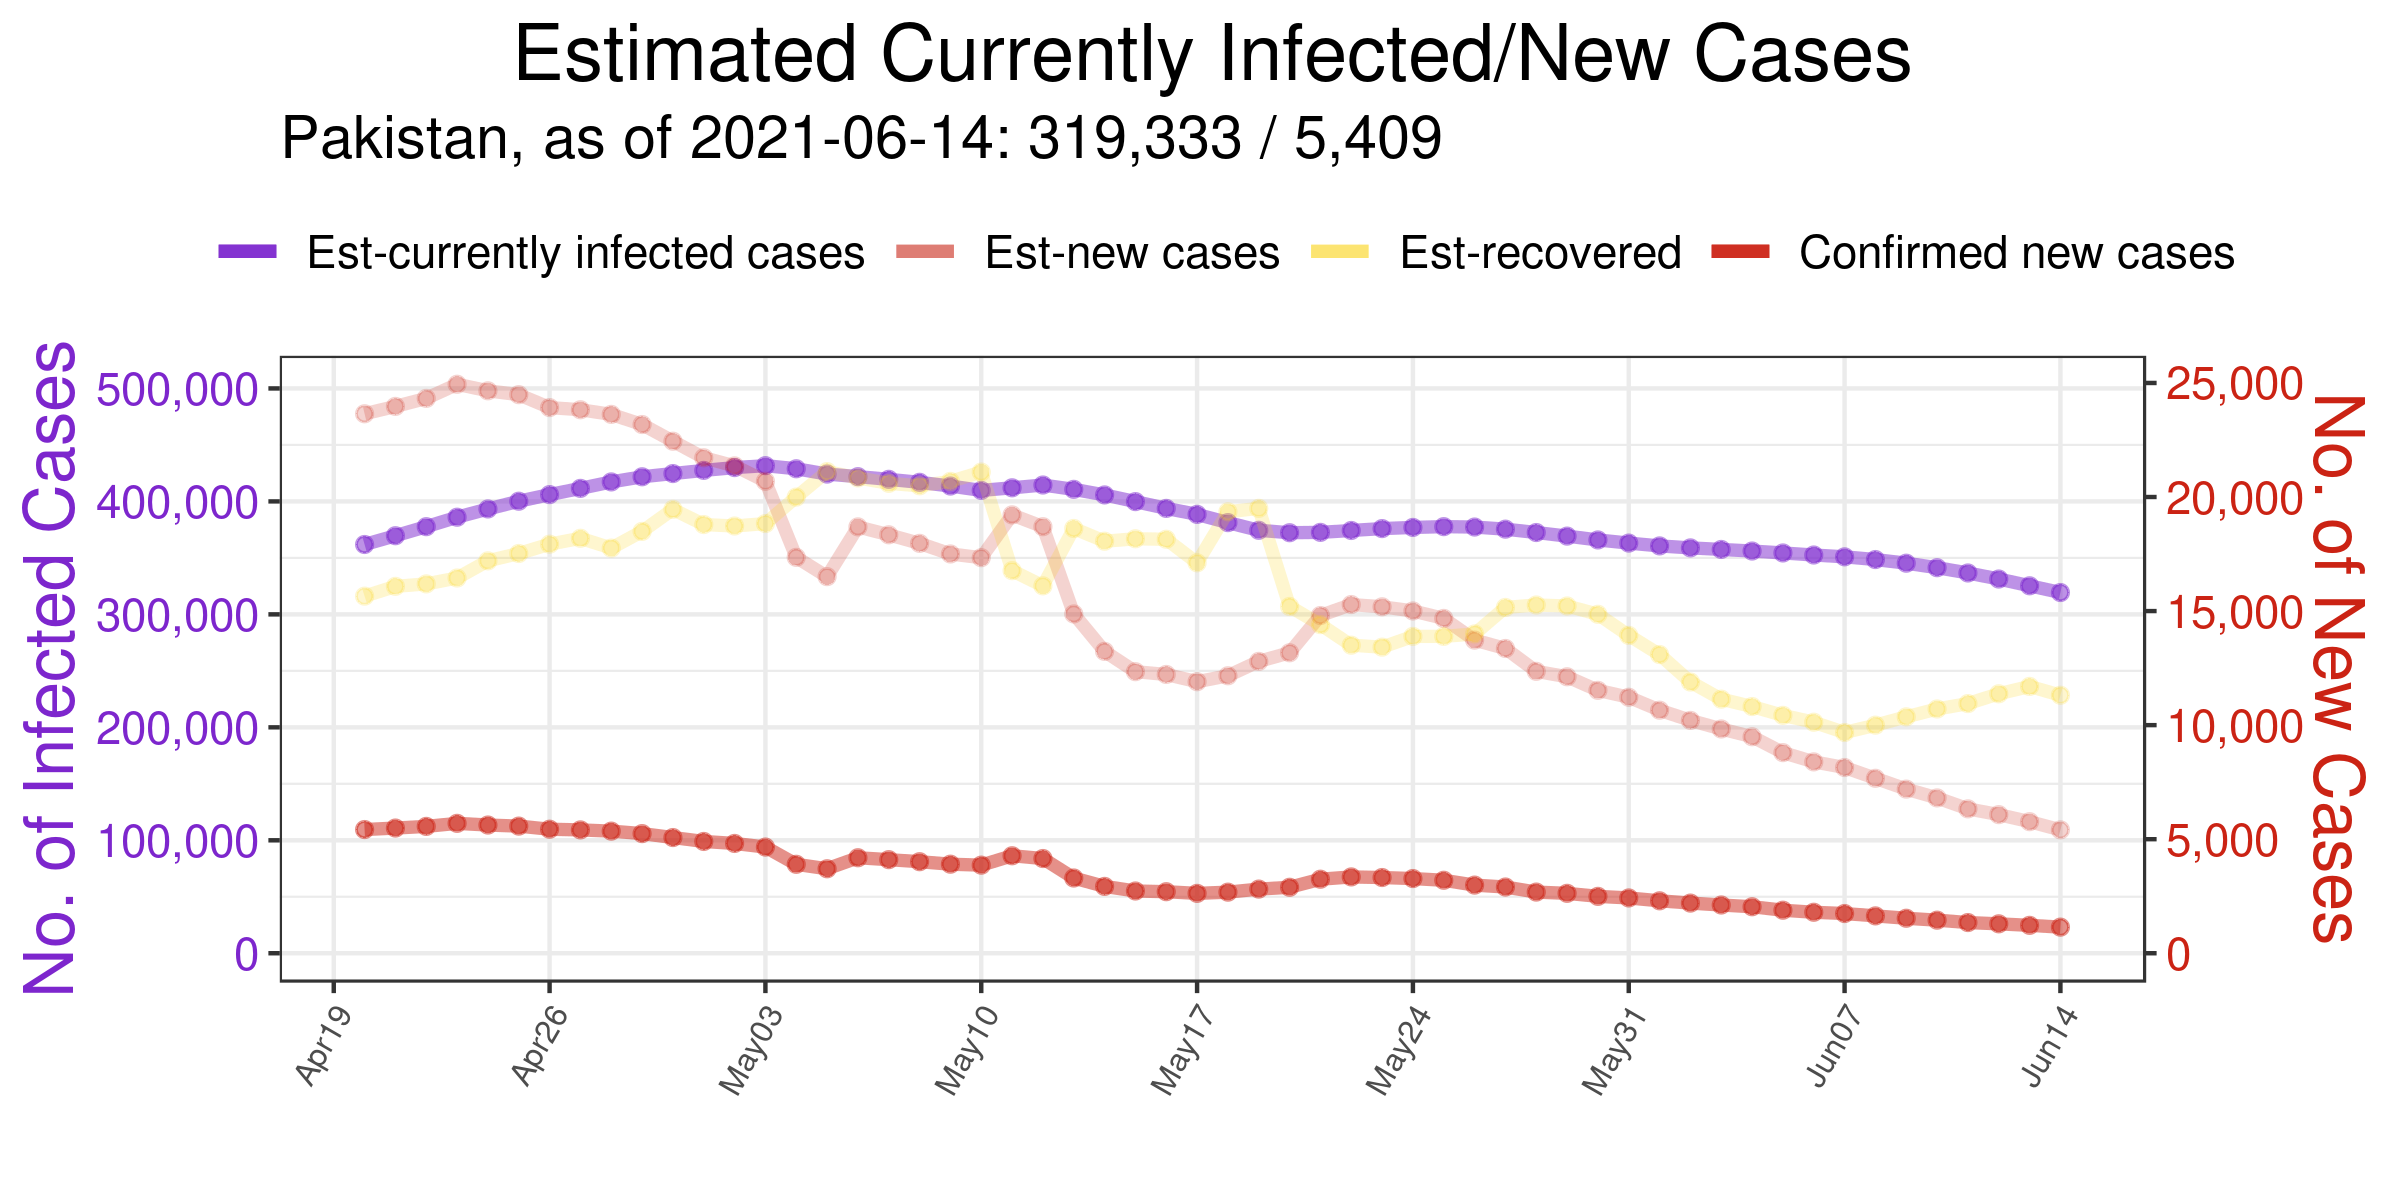 Estimated Currently Infected/New Cases
Pakistan, as of 2021-06-14: 319,333 / 5,409
Est-currently infected cases Est-new cases Est-recovered Confirmed new cases
No. of Infected Cases
500,000
400,000
300,000
200,000
100,000
0
25,000
20,000
15,000
10,000
5,000
0
No. of New Cases
Apr19 Apr26 May03 May10 May17 May24 May31 Jun07 Jun14